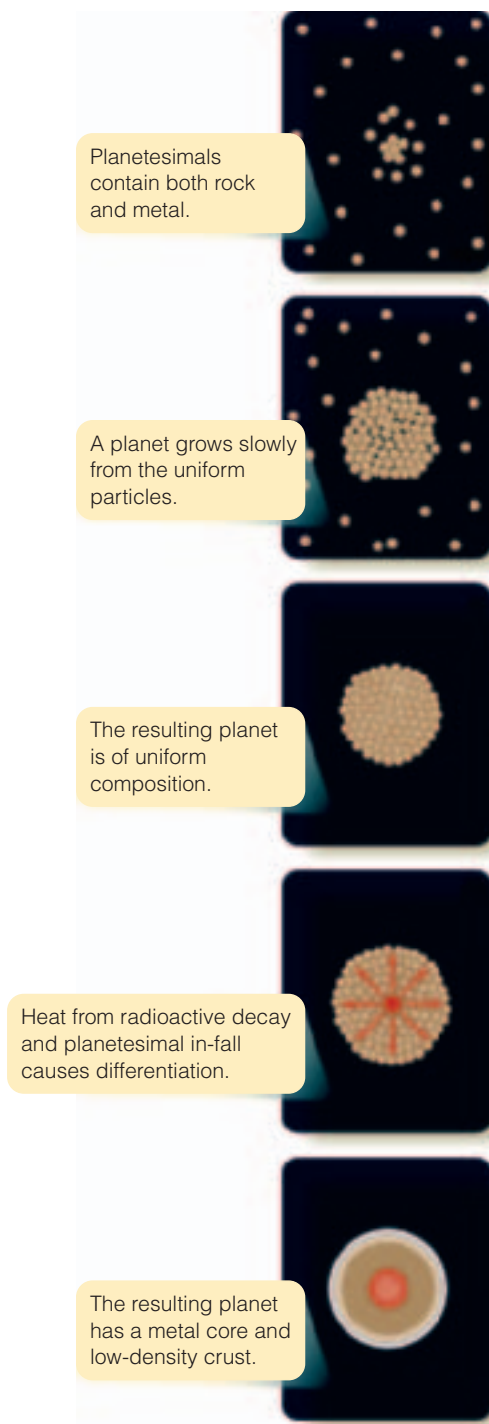 Planetesimals
contain both rock
and metal.
A planet grows slowly
from the uniform
particles.
The resulting planet
is of uniform
composition.
Heat from radioactive decay
and planetesimal in-fall
causes differentiation.
The resulting planet
has a metal core and
low-density crust.